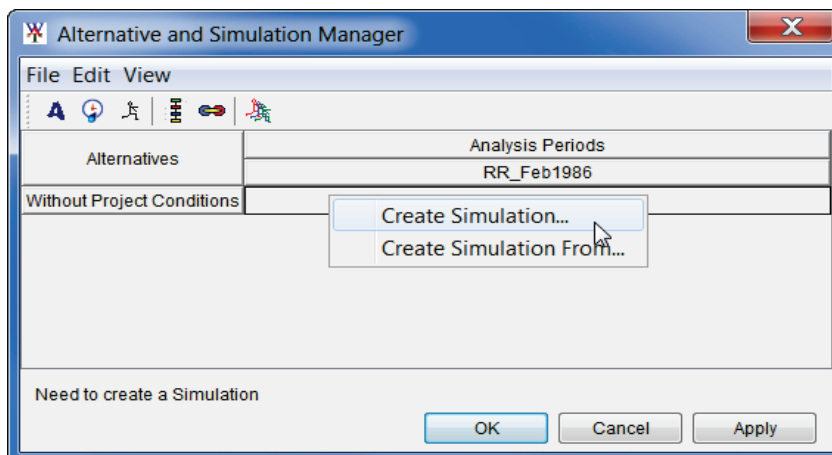 Alternative and Simulation Manager
File Edit View
Alternatives
Analysis Periods
RR_Feb1986
Without Project Conditions
Create Simulation...
Create Simulation From...
Need to create a Simulation
OK Cancel Apply